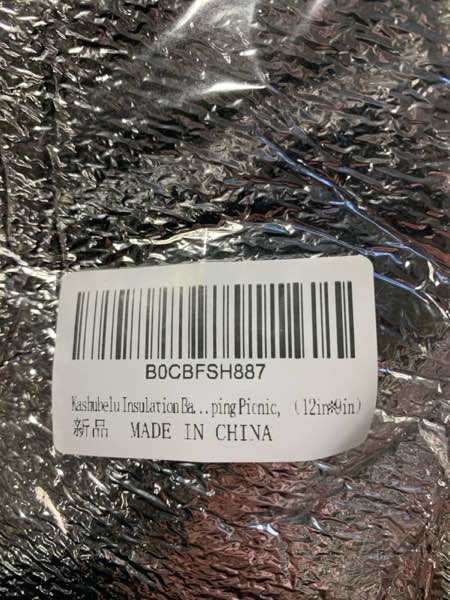 B0CBFSH887
Kashubelu Insulation Ba...ping Picnic, (12in*9in)
新品 MADE IN CHINA